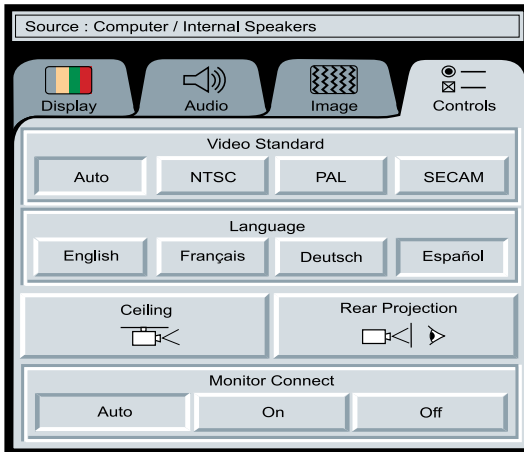 Source : Computer / Internal Speakers
Display Audio Image Controls
Video Standard
Auto NTSC PAL SECAM
Language
English Français Deutsch Español
Ceiling Rear Projection
Monitor Connect
Auto On Off